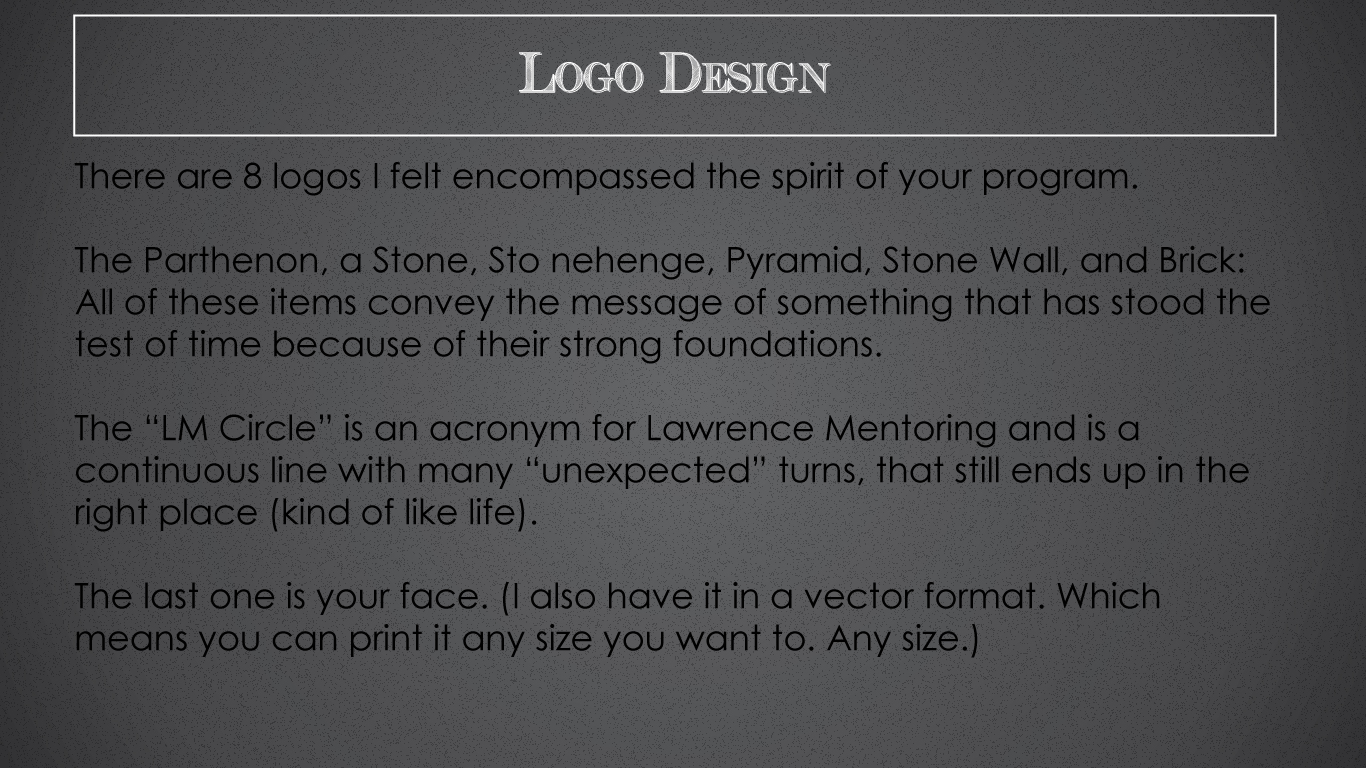 Logo Design
There are 8 logos I felt encompassed the spirit of your program.
The Parthenon, a Stone, Sto nehenge, Pyramid, Stone Wall, and Brick:
All of these items convey the message of something that has stood the
test of time because of their strong foundations.
The “LM Circle” is an acronym for Lawrence Mentoring and is a
continuous line with many “unexpected” turns, that still ends up in the
right place (kind of like life).
The last one is your face. (I also have it in a vector format. Which
means you can print it any size you want to. Any size.)